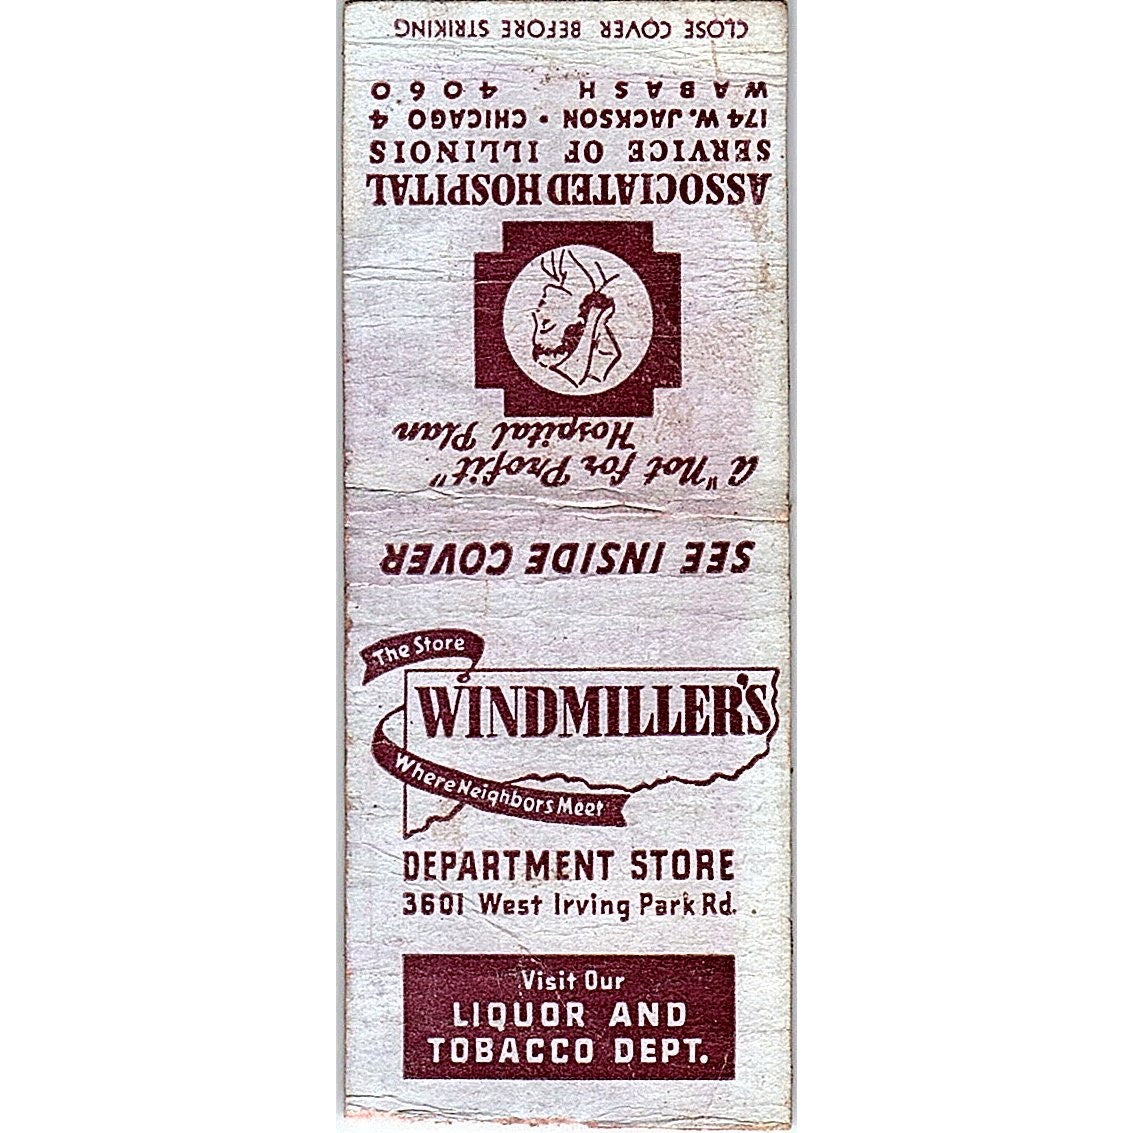 CLOSE COVER BEFORE STRIKING
a "Not for Profit"
Hospital Plan
ASSOCIATED HOSPITAL
SERVICE OF ILLINOIS
174 W. JACKSON • CHICAGO 4
WABASH 4060
SEE INSIDE COVER
The Store
WINDMILLER'S
Where Neighbors Meet
DEPARTMENT STORE
3601 West Irving Park Rd.
Visit Our
LIQUOR AND
TOBACCO DEPT.